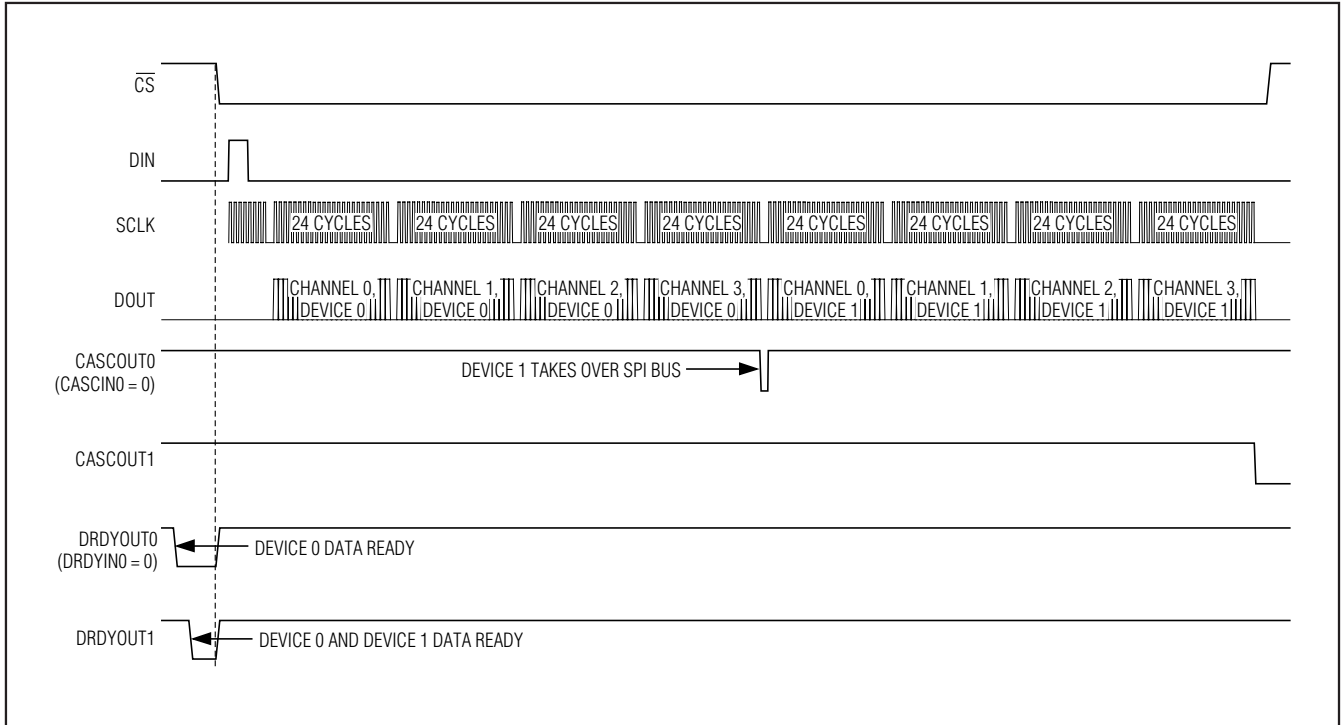 CS
DIN
SCLK
24 CYCLES 24 CYCLES 24 CYCLES 24 CYCLES 24 CYCLES 24 CYCLES 24 CYCLES 24 CYCLES
DOUT
CHANNEL 0, CHANNEL 1, CHANNEL 2, CHANNEL 3, CHANNEL 0, CHANNEL 1, CHANNEL 2, CHANNEL 3,
DEVICE 0 DEVICE 0 DEVICE 0 DEVICE 0 DEVICE 1 DEVICE 1 DEVICE 1 DEVICE 1
CASCOUT0
(CASCIN0 = 0)
DEVICE 1 TAKES OVER SPI BUS
CASCOUT1
DRDYOUT0
(DRDYIN0 = 0)
DEVICE 0 DATA READY
DRDYOUT1
DEVICE 0 AND DEVICE 1 DATA READY